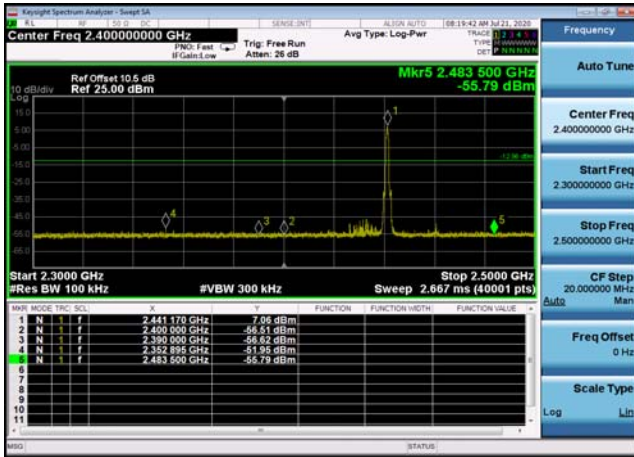 Keysight Spectrum Analyzer - Swept SA
RL RF 50 Ω DC SENSE:INT ALIGN AUTO 08:19:42 AM Jul 21, 2020
Center Freq 2.400000000 GHz
PNO: Fast
IFGain:Low
Trig: Free Run
Atten: 26 dB
Avg Type: Log-Pwr
TRACE 1 2 3 4 5 6
TYPE
DET P N N N N N
Ref Offset 10.5 dB
Ref 25.00 dBm
10 dB/div
Log
Mkr5 2.483 500 GHz
-55.79 dBm
15.0
5.00
-5.00
-15.0
-25.0
-35.0
-45.0
-55.0
-65.0
1
2
3
4
5
Start 2.3000 GHz
#Res BW 100 kHz
#VBW 300 kHz
Stop 2.5000 GHz
Sweep 2.667 ms (40001 pts)
MKR MODE TRC SCL X Y FUNCTION FUNCTION WIDTH FUNCTION VALUE
1 N 1 f 2.441 170 GHz 7.06 dBm
2 N 1 f 2.400 000 GHz -56.51 dBm
3 N 1 f 2.390 000 GHz -56.62 dBm
4 N 1 f 2.352 895 GHz -51.95 dBm
5 N 1 f 2.483 500 GHz -55.79 dBm
6
7
8
9
10
11
MSG STATUS
Frequency
Auto Tune
Center Freq
2.400000000 GHz
Start Freq
2.300000000 GHz
Stop Freq
2.500000000 GHz
CF Step
20.000000 MHz
Auto Man
Freq Offset
0 Hz
Scale Type
Log Lin